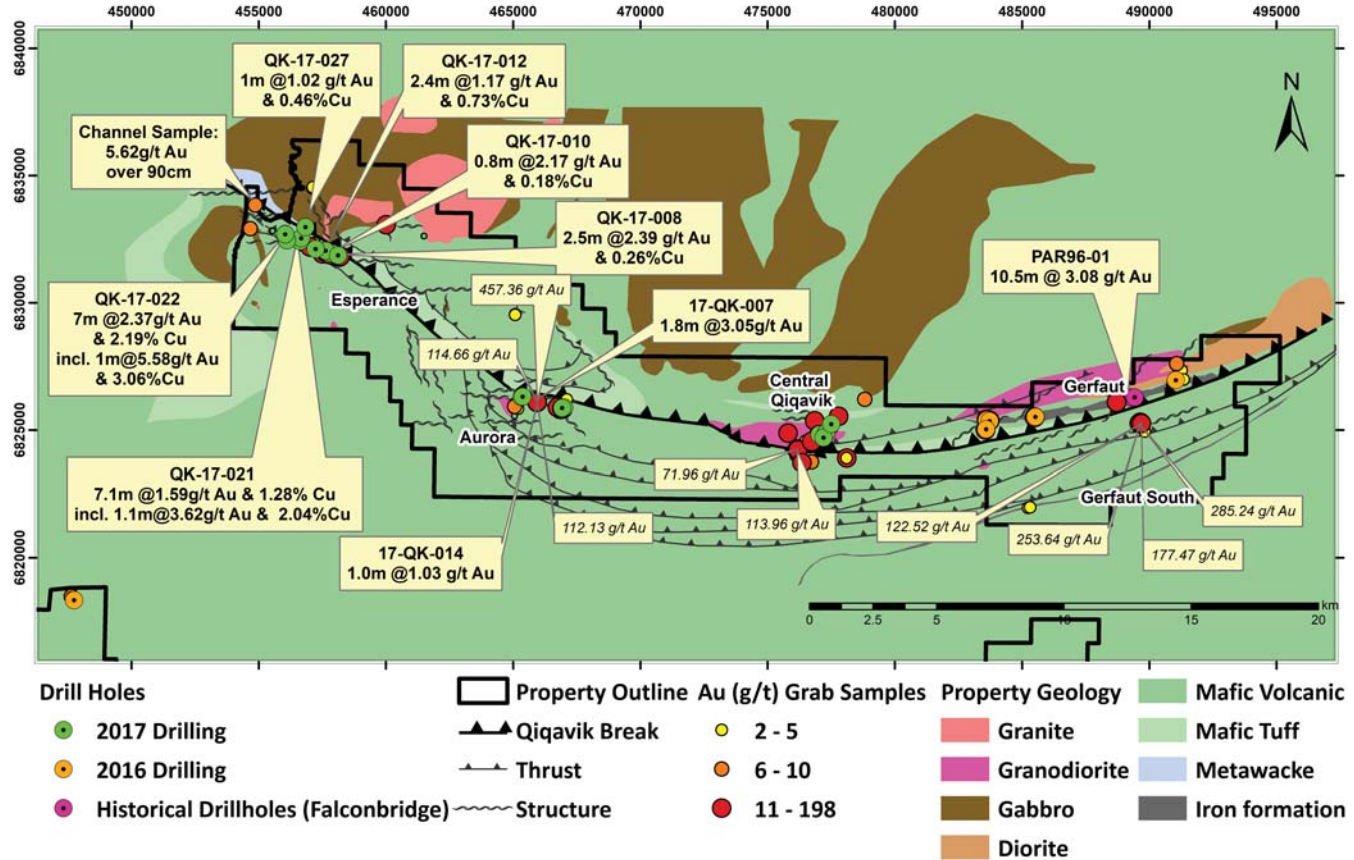 450000 455000 460000 465000 470000 475000 480000 485000 490000 495000
6840000
6835000
6830000
6825000
6820000
QK-17-027
1m @1.02 g/t Au
& 0.46%Cu
QK-17-012
2.4m @1.17 g/t Au
& 0.73%Cu
N
Channel Sample:
5.62g/t Au
over 90cm
QK-17-010
0.8m @2.17 g/t Au
& 0.18%Cu
QK-17-008
2.5m @2.39 g/t Au
& 0.26%Cu
PAR96-01
10.5m @ 3.08 g/t Au
Esperance
457.36 g/t Au
17-QK-007
1.8m @3.05g/t Au
QK-17-022
7m @2.37g/t Au
& 2.19% Cu
incl. 1m@5.58g/t Au
& 3.06%Cu
114.66 g/t Au
Central
Qiqavik
Gerfaut
Aurora
QK-17-021
7.1m @1.59g/t Au & 1.28% Cu
incl. 1.1m@3.62g/t Au & 2.04%Cu
71.96 g/t Au
Gerfaut South
112.13 g/t Au
113.96 g/t Au
122.52 g/t Au
285.24 g/t Au
253.64 g/t Au
177.47 g/t Au
17-QK-014
1.0m @1.03 g/t Au
km
0 2.5 5 10 15 20
Drill Holes
2017 Drilling
2016 Drilling
Historical Drillholes (Falconbridge)
Property Outline
Qiqavik Break
Thrust
Structure
Au (g/t) Grab Samples
2 - 5
6 - 10
11 - 198
Property Geology
Granite
Granodiorite
Gabbro
Diorite
Mafic Volcanic
Mafic Tuff
Metawacke
Iron formation